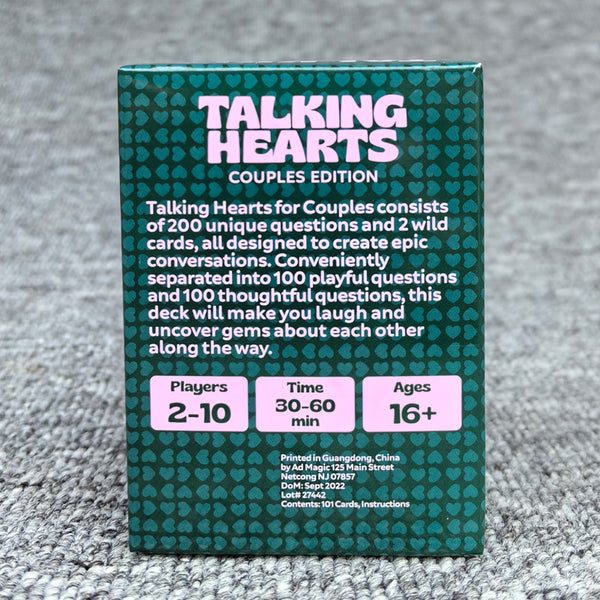 TALKING
HEARTS
COUPLES EDITION
Talking Hearts for Couples consists
of 200 unique questions and 2 wild
cards, all designed to create epic
conversations. Conveniently
separated into 100 playful questions
and 100 thoughtful questions, this
deck will make you laugh and
uncover gems about each other
along the way.
Players
2-10
Time
30-60
min
Ages
16+
Printed in Guangdong, China
by Ad Magic 125 Main Street
Netcong NJ 07857
DoM: Sept 2022
Lot# 27442
Contents: 101 Cards, Instructions